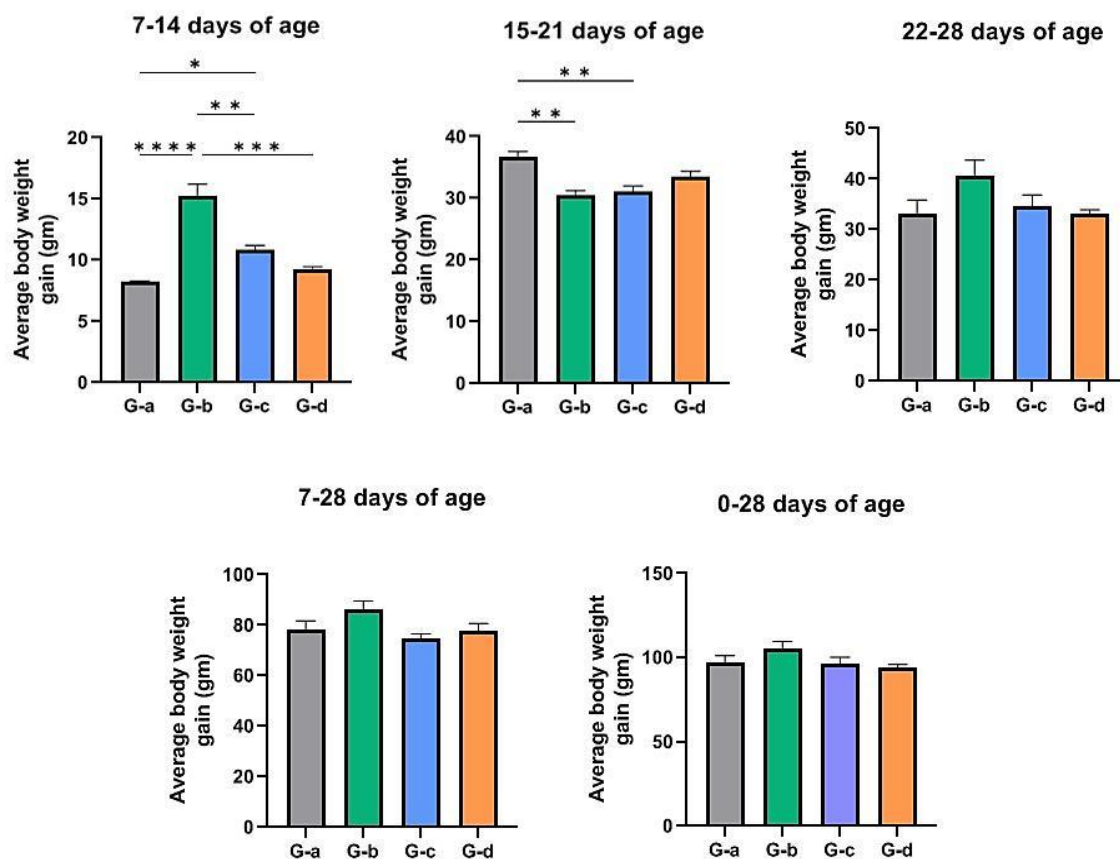 7-14 days of age
*
* *
* * * *
* * *
20
15
10
5
0
Average body weight
gain (gm)
G-a G-b G-c G-d
15-21 days of age
* *
* *
40
30
20
10
0
Average body weight
gain (gm)
G-a G-b G-c G-d
22-28 days of age
50
40
30
20
10
0
Average body weight
gain (gm)
G-a G-b G-c G-d
7-28 days of age
100
80
60
40
20
0
Average body weight
gain (gm)
G-a G-b G-c G-d
0-28 days of age
150
100
50
0
Average body weight
gain (gm)
G-a G-b G-c G-d